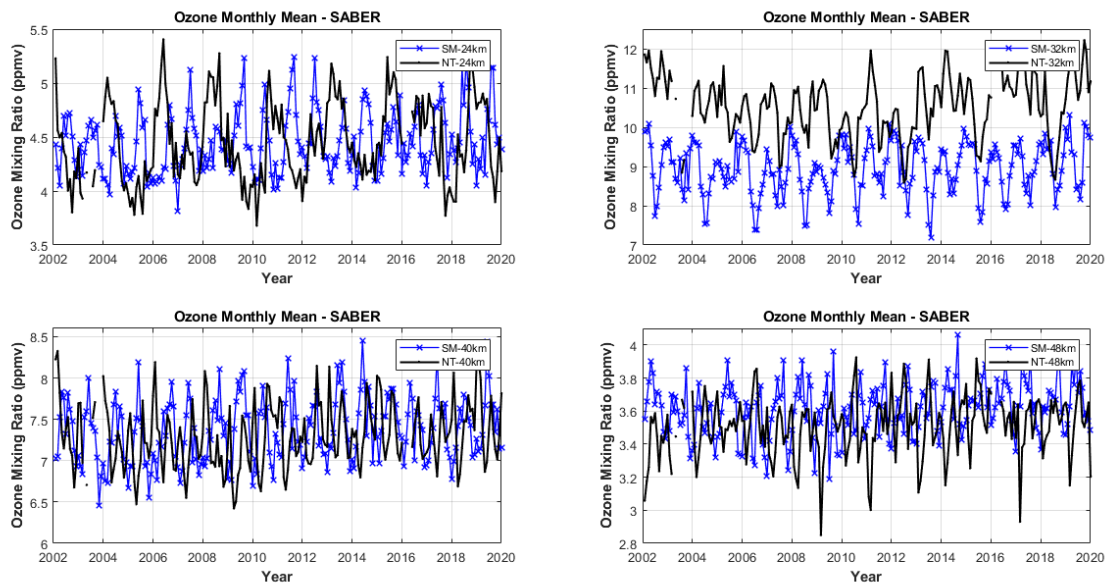 Ozone Monthly Mean - SABER
Ozone Mixing Ratio (ppmv)
5.5
5
4.5
4
3.5
SM-24km
NT-24km
2002 2004 2006 2008 2010 2012 2014 2016 2018 2020
Year
Ozone Monthly Mean - SABER
Ozone Mixing Ratio (ppmv)
12
11
10
9
8
7
SM-32km
NT-32km
2002 2004 2006 2008 2010 2012 2014 2016 2018 2020
Year
Ozone Monthly Mean - SABER
Ozone Mixing Ratio (ppmv)
8.5
8
7.5
7
6.5
6
SM-40km
NT-40km
2002 2004 2006 2008 2010 2012 2014 2016 2018 2020
Year
Ozone Monthly Mean - SABER
Ozone Mixing Ratio (ppmv)
4
3.8
3.6
3.4
3.2
3
2.8
SM-48km
NT-48km
2002 2004 2006 2008 2010 2012 2014 2016 2018 2020
Year